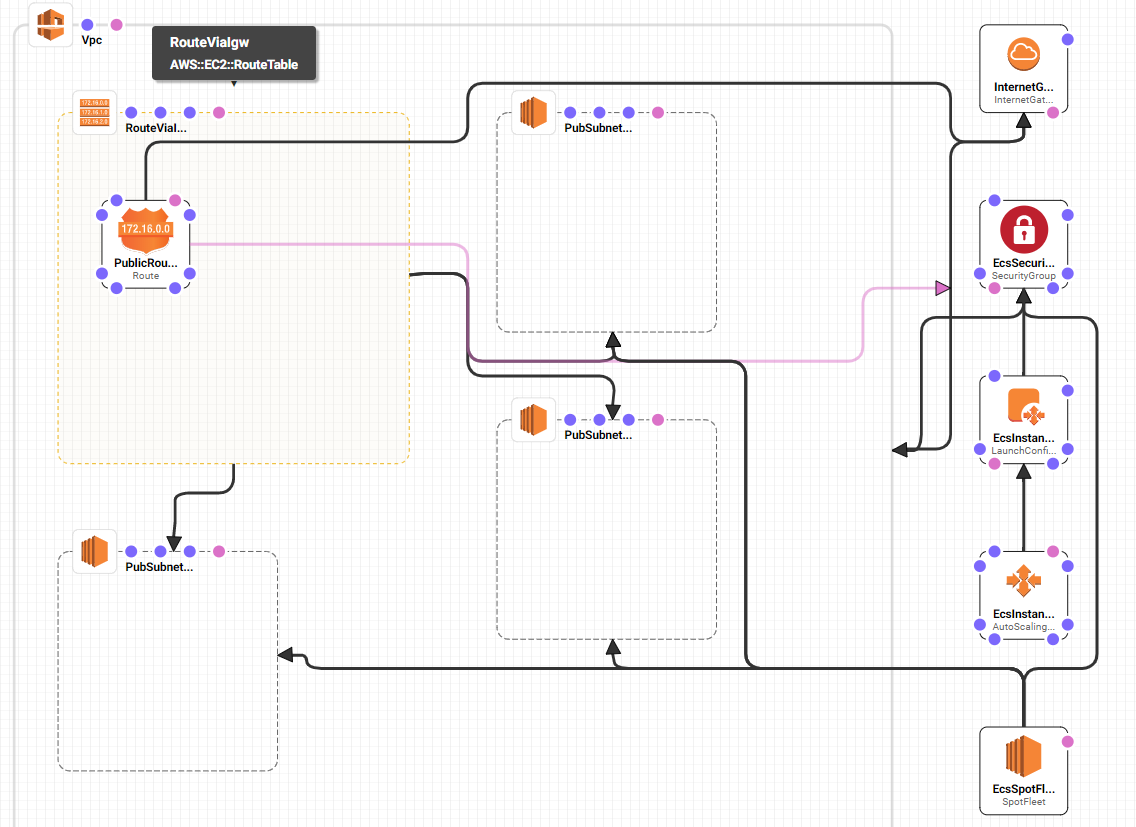 Vpc
RouteViaIgw
AWS::EC2::RouteTable
172.16.0.0
172.16.1.0
172.16.2.0
RouteVial...
PubSubnet...
InternetG...
InternetGat...
172.16.0.0
PublicRou...
Route
EcsSecuri...
SecurityGroup
PubSubnet...
EcsInstan...
LaunchConfi...
PubSubnet...
EcsInstan...
AutoScaling...
EcsSpotFl...
SpotFleet